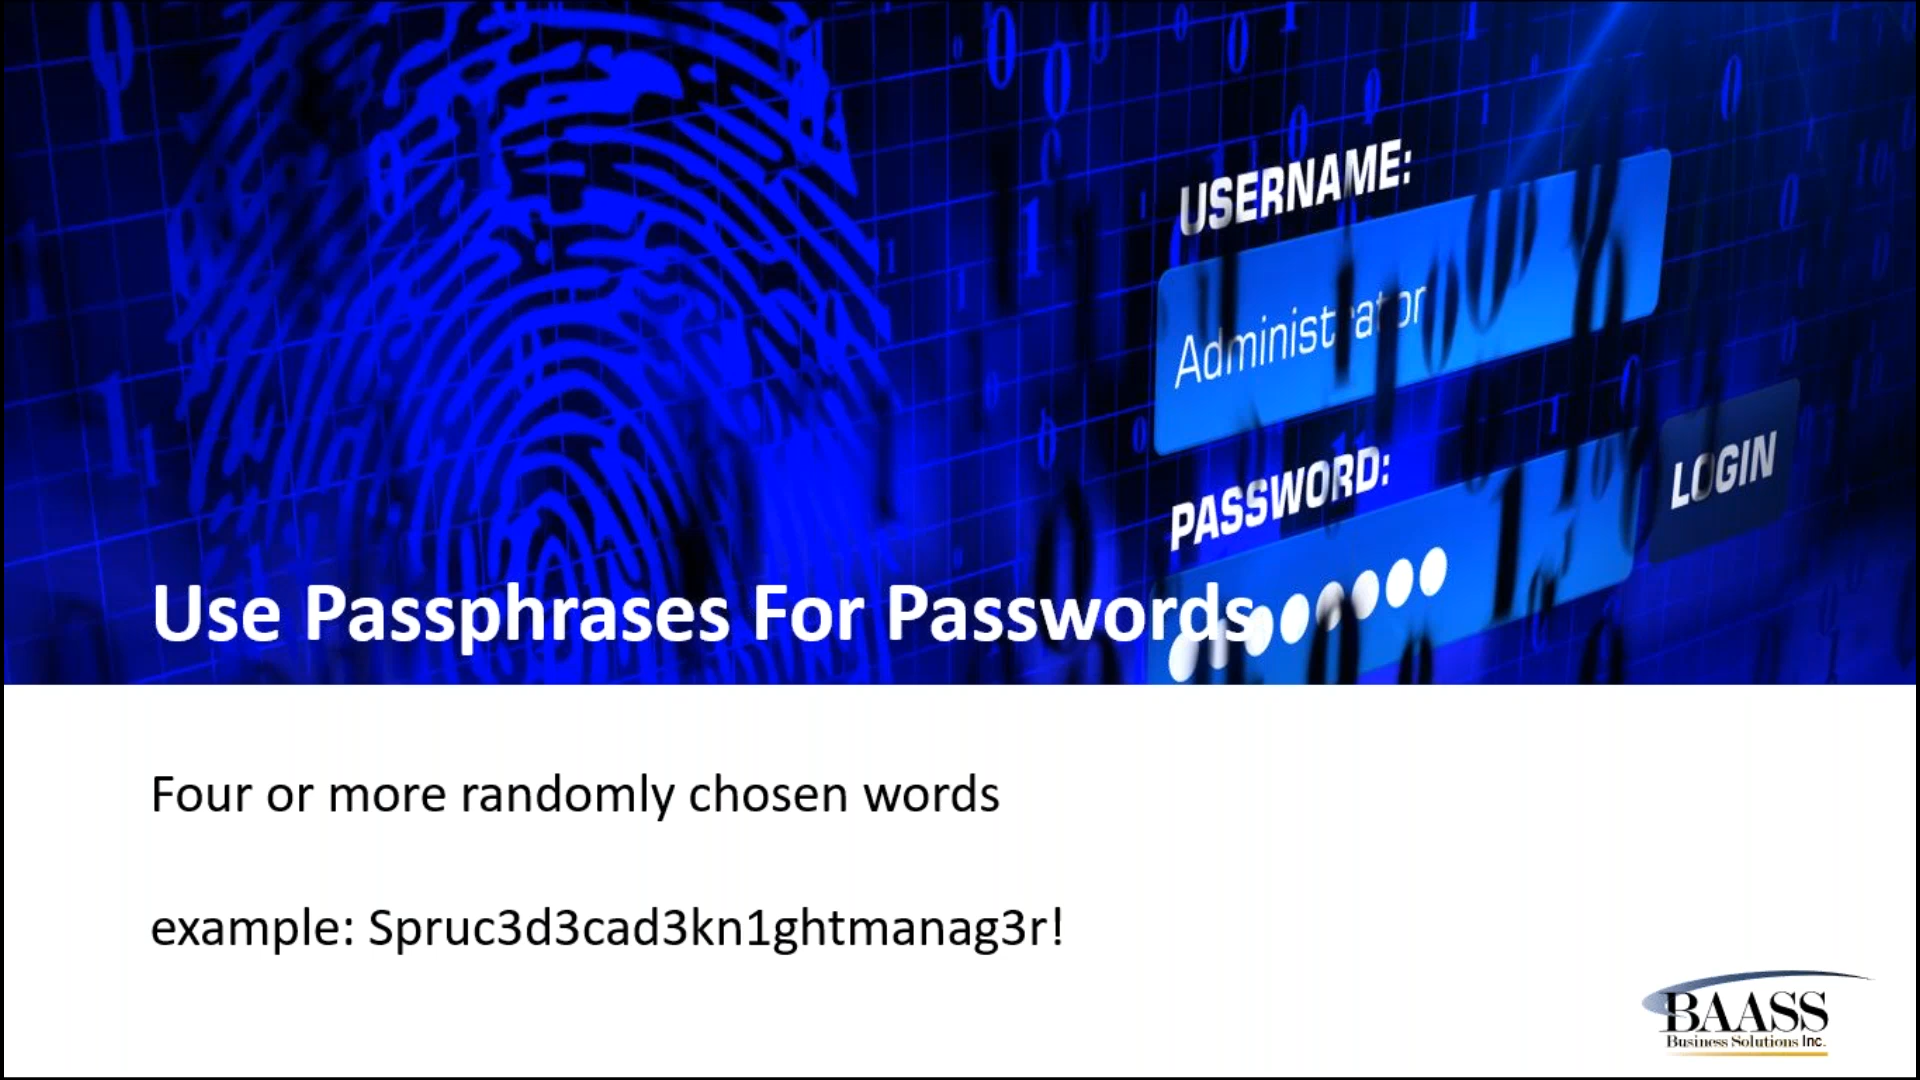 USERNAME:
Administrator
PASSWORD:
LOGIN
Use Passphrases For Passwords
Four or more randomly chosen words
example: Spruc3d3cad3kn1ghtmanag3r!
BAASS
Business Solutions Inc.